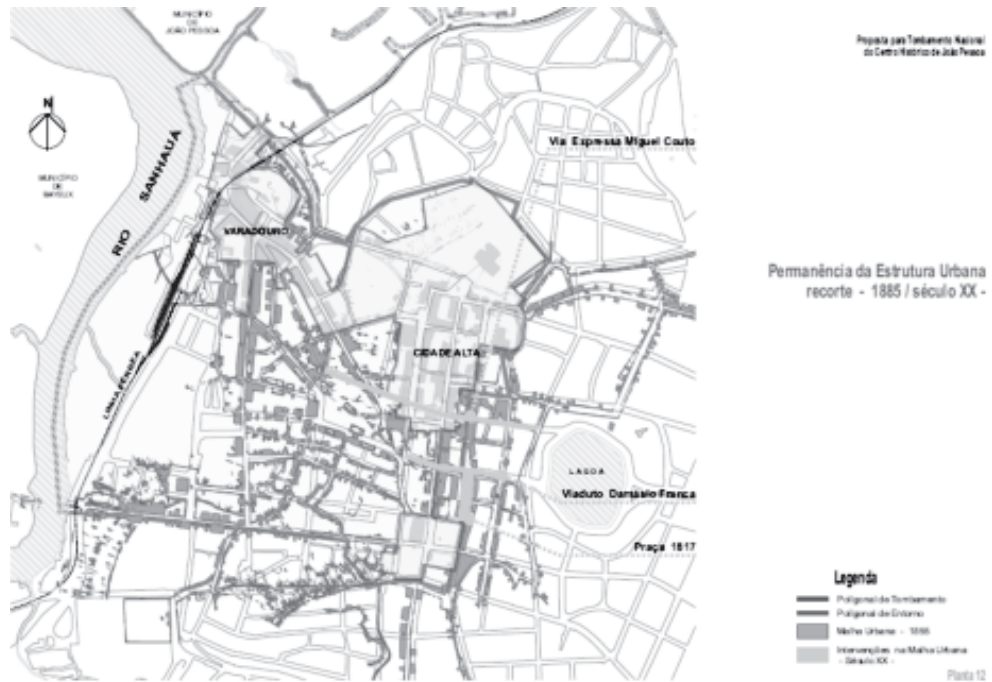 MUNICÍPIO
DE
JOÃO PESSOA
Proposta para Tombamento Nacional
do Centro Histórico de João Pessoa
N
Via Expressa Miguel Couto
MUNICÍPIO
DE
BAYEUX
RIO SANHAUÁ
VARADOURO
Permanência da Estrutura Urbana
recorte - 1885 / século XX -
CIDADE ALTA
LINHA FÉRREA
LAGOA
Viaduto Damásio Franca
Praça 1817
Legenda
Poligonal de Tombamento
Poligonal de Entorno
Malha Urbana -
Intervenções na Malha Urbana
- Século XX -
Planta 12